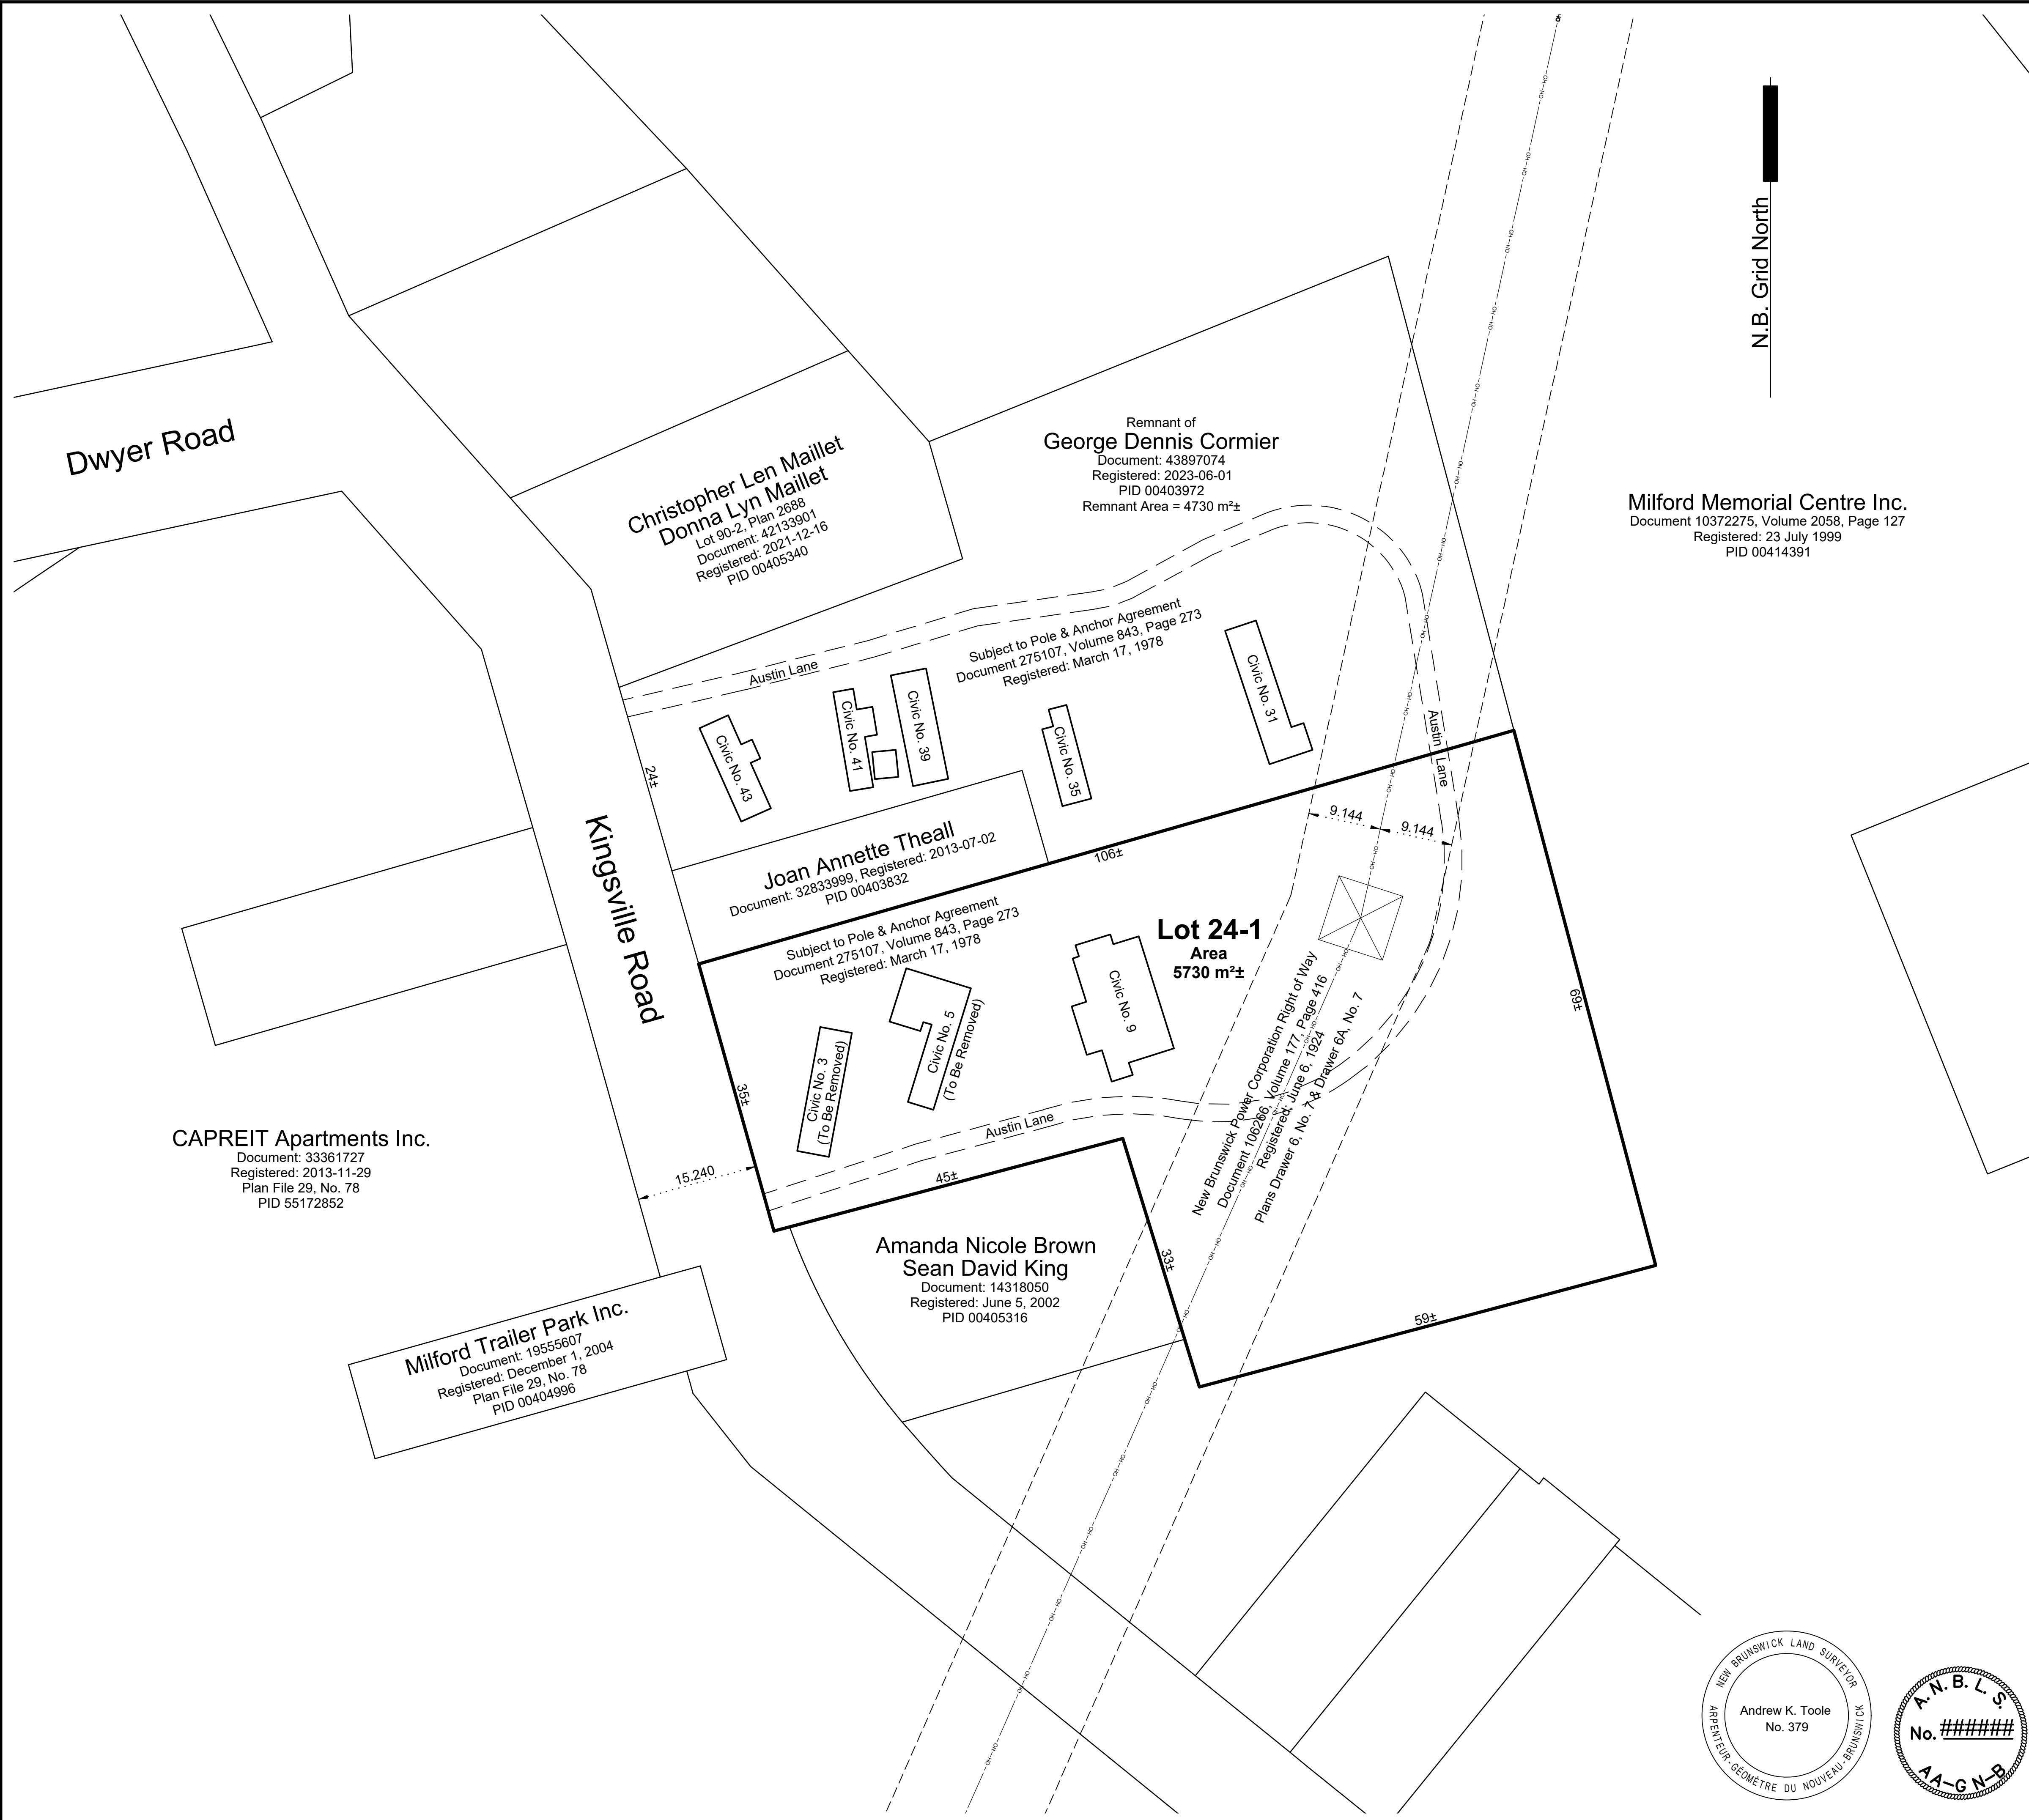 N.B. Grid North
Dwyer Road
Christopher Len Maillet
Donna Lyn Maillet
Lot 90-2, Plan 2688
Document: 42133901
Registered: 2021-12-16
PID 00405340
Remnant of
George Dennis Cormier
Document: 43897074
Registered: 2023-06-01
PID 00403972
Remnant Area = 4730 m²±
Milford Memorial Centre Inc.
Document 10372275, Volume 2058, Page 127
Registered: 23 July 1999
PID 00414391
Subject to Pole & Anchor Agreement
Document 275107, Volume 843, Page 273
Registered: March 17, 1978
Austin Lane
Civic No. 43
Civic No. 41
Civic No. 39
Civic No. 35
Civic No. 31
Austin Lane
24±
Kingsville Road
Joan Annette Theall
Document: 32833999, Registered: 2013-07-02
PID 00403832
106±
9.144
9.144
Subject to Pole & Anchor Agreement
Document 275107, Volume 843, Page 273
Registered: March 17, 1978
Lot 24-1
Area
5730 m²±
Civic No. 3
(To Be Removed)
Civic No. 5
(To Be Removed)
Civic No. 9
New Brunswick Power Corporation Right of Way
Document 106266, Volume 177, Page 416
Registered: June 6, 1924
Plans Drawer 6, No. 7 & Drawer 6A, No. 7
69±
35±
Austin Lane
15.240
45±
33±
59±
CAPREIT Apartments Inc.
Document: 33361727
Registered: 2013-11-29
Plan File 29, No. 78
PID 55172852
Amanda Nicole Brown
Sean David King
Document: 14318050
Registered: June 5, 2002
PID 00405316
Milford Trailer Park Inc.
Document: 19555607
Registered: December 1, 2004
Plan File 29, No. 78
PID 00404996
NEW BRUNSWICK LAND SURVEYOR
Andrew K. Toole
No. 379
ARPENTEUR-GÉOMÈTRE DU NOUVEAU-BRUNSWICK
A. N. B. L. S.
No. ######
AA-G N-B